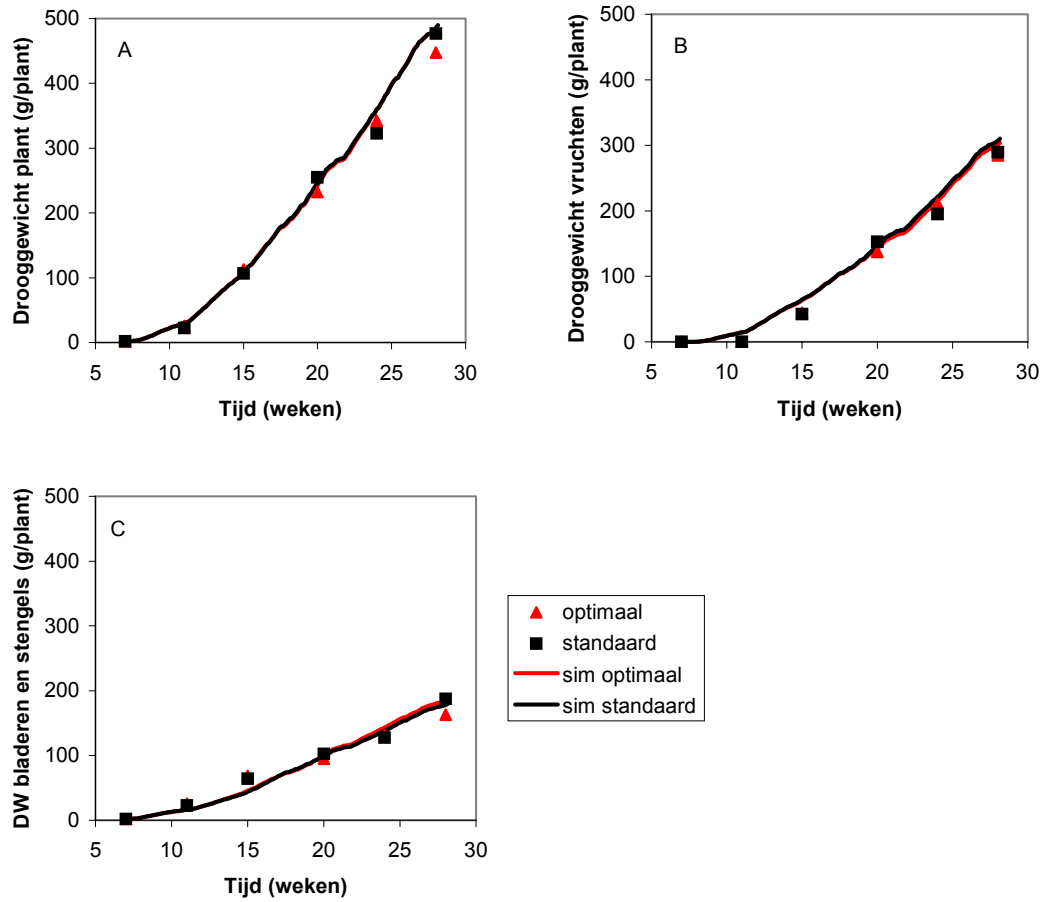 A
Drooggewicht plant (g/plant)
500
400
300
200
100
0
5 10 15 20 25 30
Tijd (weken)
B
Drooggewicht vruchten (g/plant)
500
400
300
200
100
0
5 10 15 20 25 30
Tijd (weken)
C
DW bladeren en stengels (g/plant)
500
400
300
200
100
0
5 10 15 20 25 30
Tijd (weken)
optimaal
standaard
sim optimaal
sim standaard